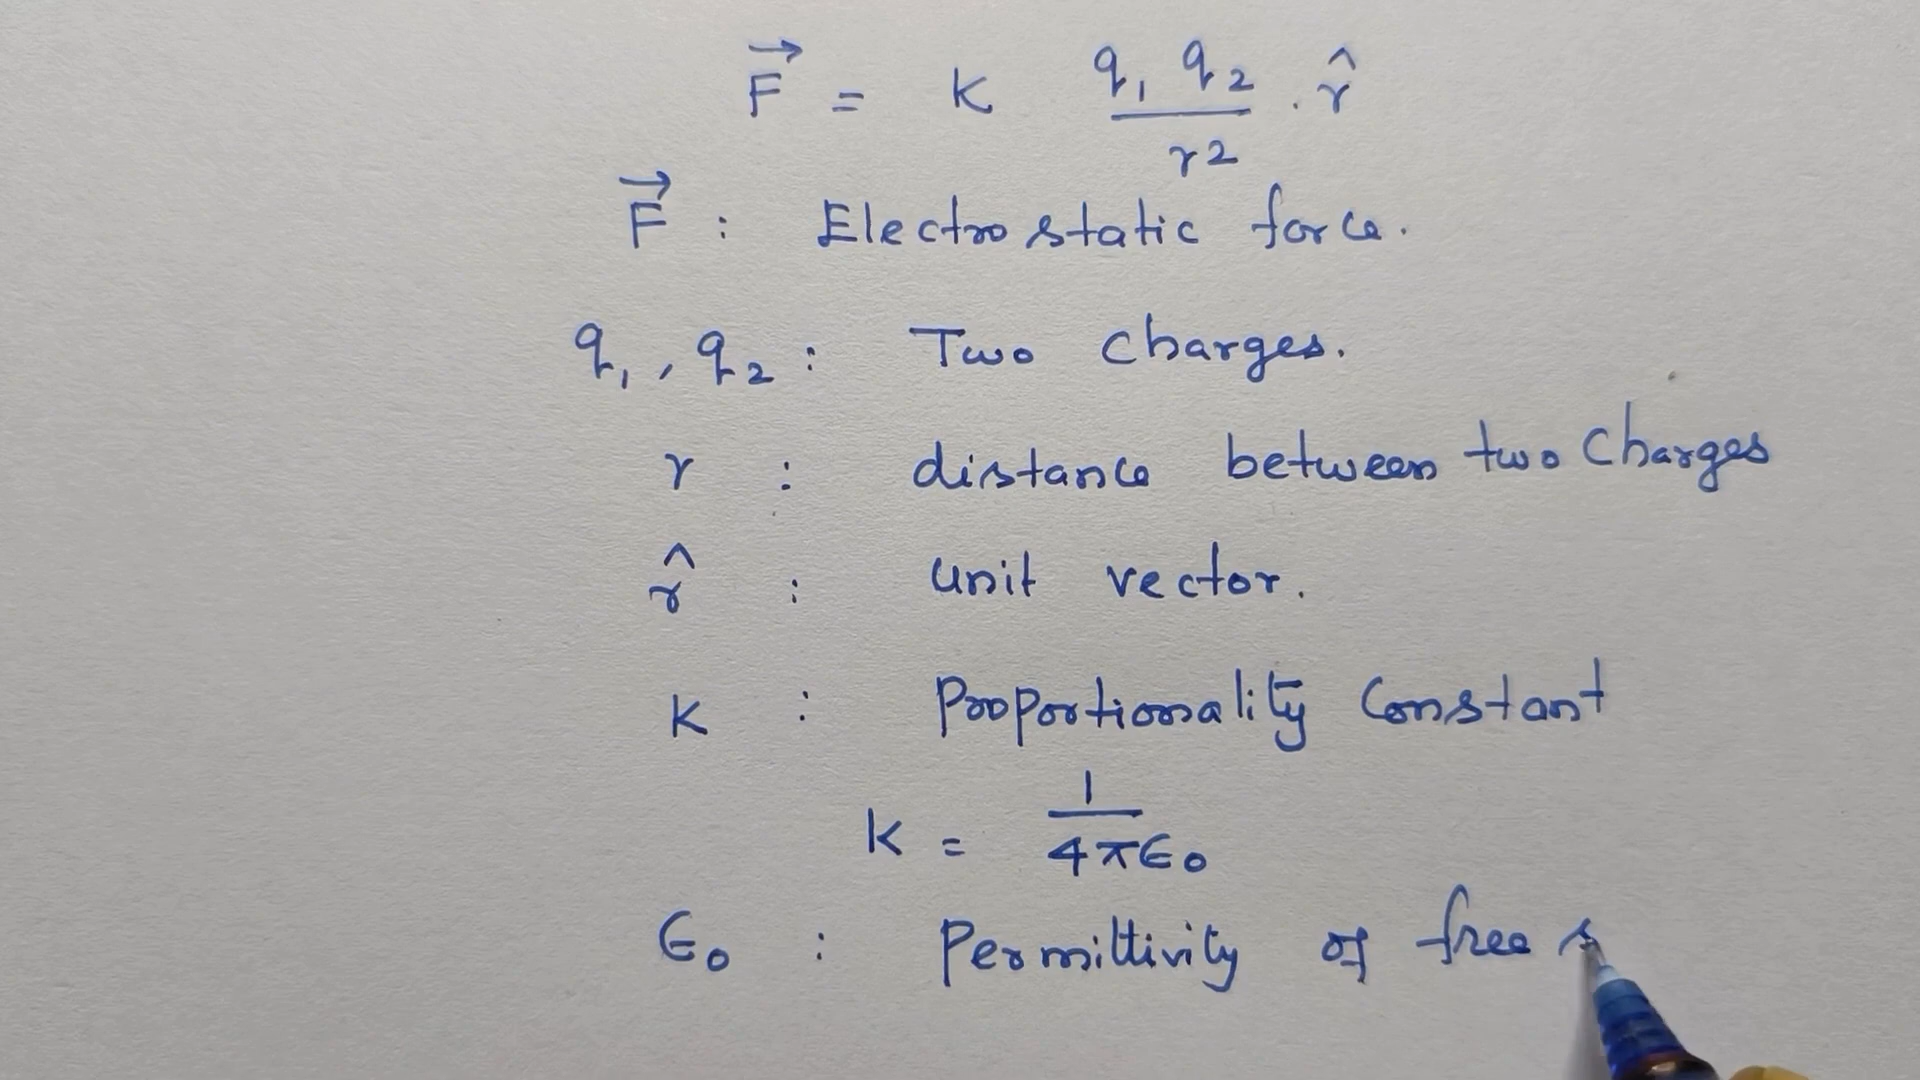 F⃗ = K q₁ q₂ / r2 . r̂
F⃗ : Electrostatic force.
q₁, q₂ : Two Charges.
r : distance between two Charges
r̂ : unit vector.
K : Proportionality Constant
K = 1 / 4πϵ₀
ϵ₀ : Permittivity of free s